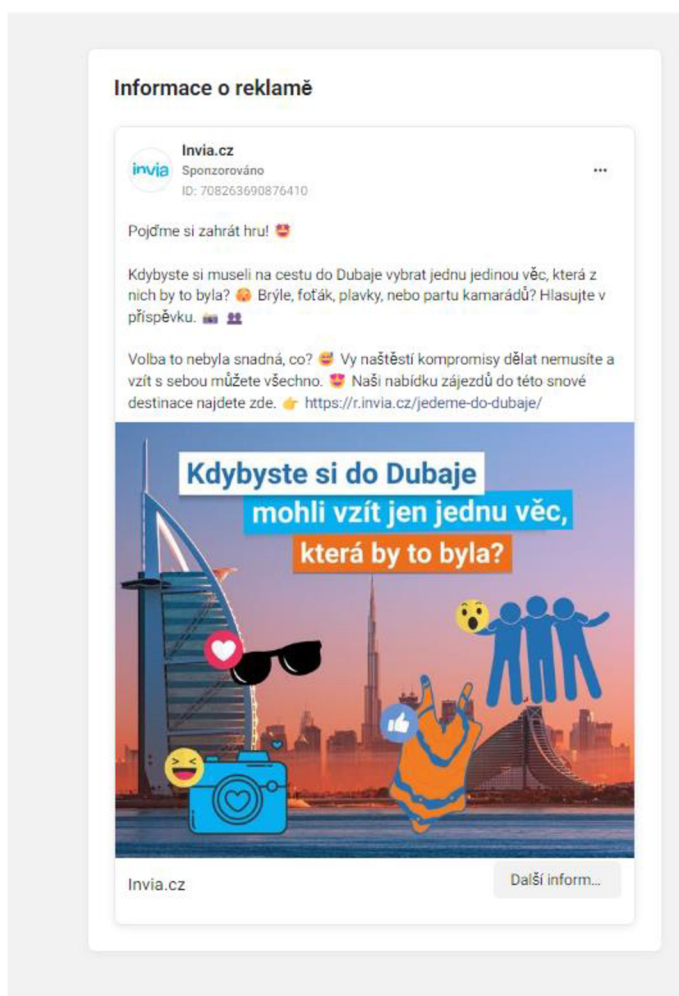 Informace o reklamě
Invia.cz
invia
Sponzorováno
ID: 708263690876410
Pojďme si zahrát hru! 🤩
Kdybyste si museli na cestu do Dubaje vybrat jednu jedinou věc, která z
nich by to byla? 🫣 Brýle, foťák, plavky, nebo partu kamarádů? Hlasujte v
příspěvku. 📸 👥
Volba to nebyla snadná, co? 😅 Vy naštěstí kompromisy dělat nemusíte a
vzít s sebou můžete všechno. 😍 Naši nabídku zájezdů do této snové
destinace najdete zde. 👉 https://r.invia.cz/jedeme-do-dubaje/
Kdybyste si do Dubaje
mohli vzít jen jednu věc,
která by to byla?
Invia.cz
Další inform...